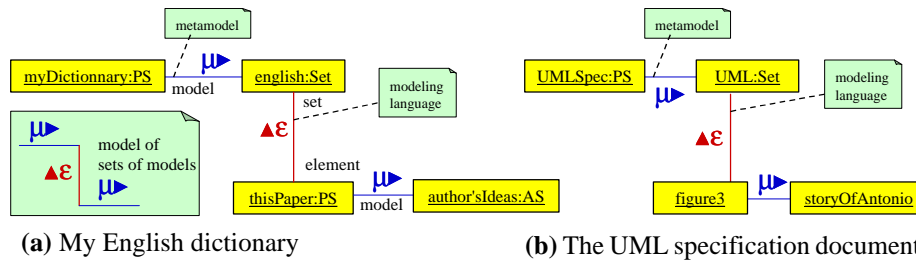 metamodel
μ►
myDictionnary:PS
english:Set
model
set
modeling
language
▲ε
element
μ►
thisPaper:PS
author'sIdeas:AS
model
μ►
model of
sets of models
▲ε
μ►
(a) My English dictionary
metamodel
UMLSpec:PS
UML:Set
μ►
modeling
language
▲ε
μ►
figure3
storyOfAntonio
(b) The UML specification document